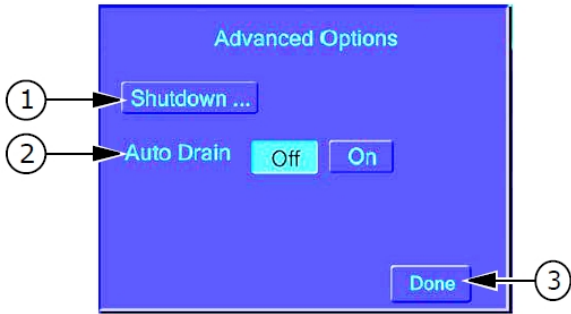 Advanced Options
1 Shutdown ...
2 Auto Drain Off On
Done 3